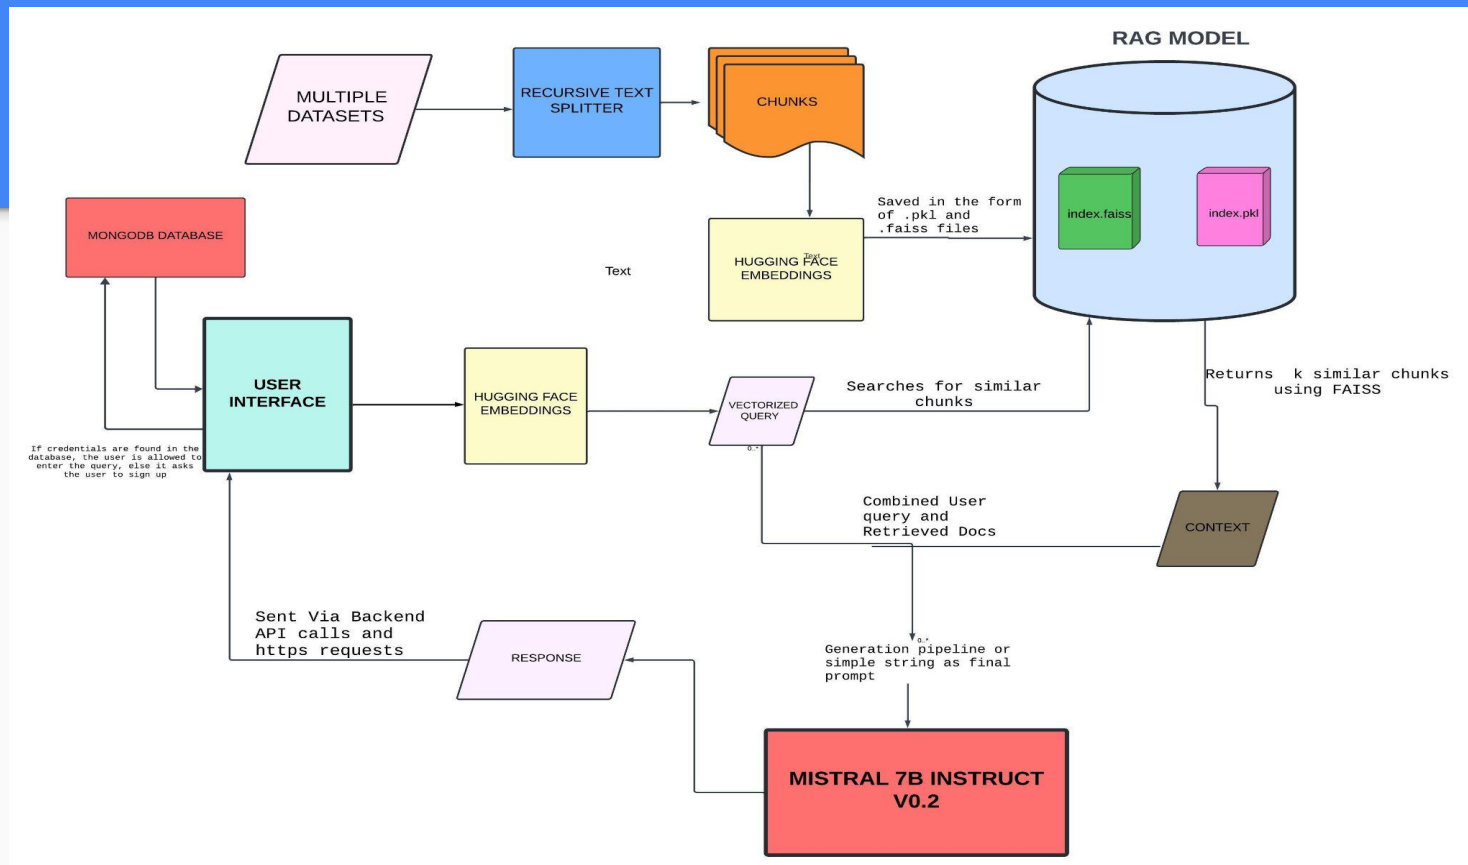 RAG MODEL
MULTIPLE
DATASETS
RECURSIVE TEXT
SPLITTER
CHUNKS
index.faiss
index.pkl
Saved in the form
of .pkl and
.faiss files
MONGODB DATABASE
Text
Text
HUGGING FACE
EMBEDDINGS
USER
INTERFACE
HUGGING FACE
EMBEDDINGS
VECTORIZED
QUERY
0..*
Searches for similar
chunks
Returns k similar chunks
using FAISS
If credentials are found in the
database, the user is allowed to
enter the query, else it asks
the user to sign up
Combined User
query and
Retrieved Docs
CONTEXT
Sent Via Backend
API calls and
https requests
RESPONSE
0..*
Generation pipeline or
simple string as final
prompt
MISTRAL 7B INSTRUCT
V0.2